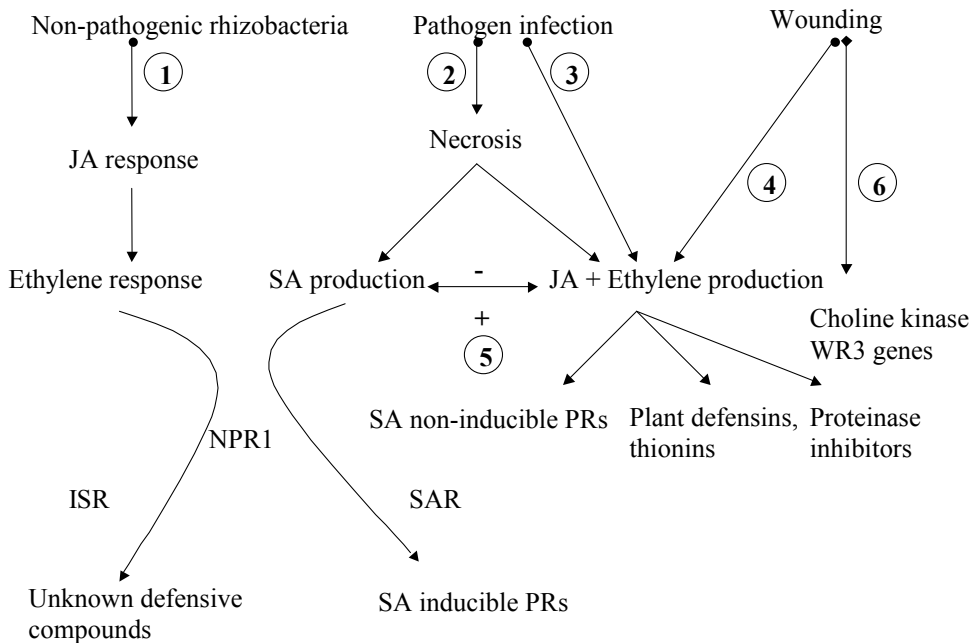 Non-pathogenic rhizobacteria
Pathogen infection
Wounding
1
2
3
Necrosis
JA response
4
6
Ethylene response
SA production
-
JA + Ethylene production
+
5
Choline kinase
WR3 genes
SA non-inducible PRs
Plant defensins,
thionins
Proteinase
inhibitors
NPR1
ISR
SAR
Unknown defensive
compounds
SA inducible PRs